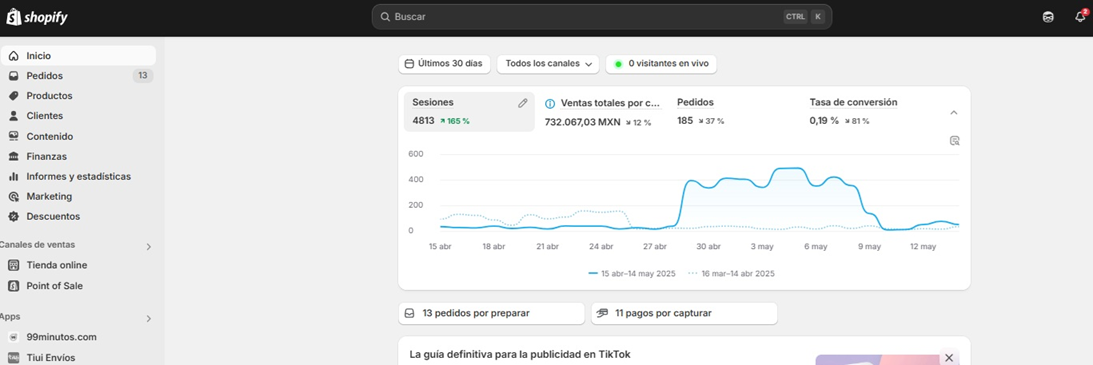 shopify
Buscar CTRL K
2
Inicio
Pedidos 13
Productos
Clientes
Contenido
Finanzas
Informes y estadísticas
Marketing
Descuentos
Canales de ventas
Tienda online
Point of Sale
Apps
99minutos.com
Tiui Envíos
Últimos 30 días Todos los canales 0 visitantes en vivo
Sesiones Ventas totales por c... Pedidos Tasa de conversión
4813 ↗ 165 % 732.067,03 MXN ↘ 12 % 185 ↘ 37 % 0,19 % ↘ 81 %
600
400
200
0
15 abr 18 abr 21 abr 24 abr 27 abr 30 abr 3 may 6 may 9 may 12 may
15 abr–14 may 2025 16 mar–14 abr 2025
13 pedidos por preparar 11 pagos por capturar
La guía definitiva para la publicidad en TikTok